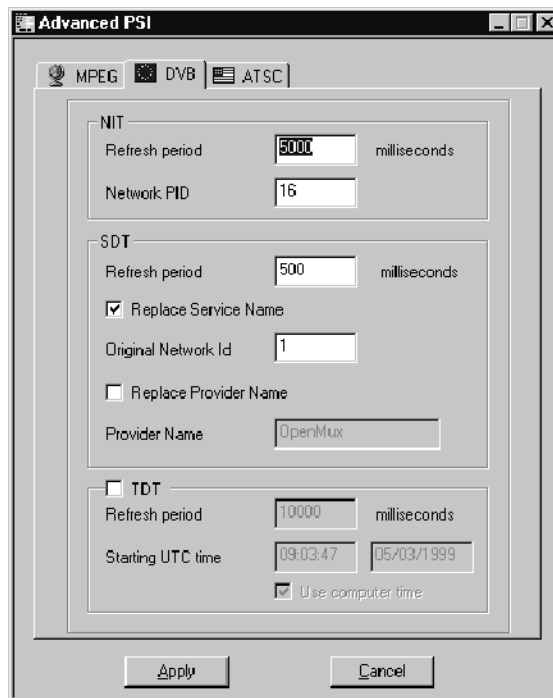 Advanced PSI
MPEG DVB ATSC
NIT
Refresh period 5000 milliseconds
Network PID 16
SDT
Refresh period 500 milliseconds
Replace Service Name
Original Network Id 1
Replace Provider Name
Provider Name OpenMux
TDT
Refresh period 10000 milliseconds
Starting UTC time 09:03:47 05/03/1999
Use computer time
Apply Cancel